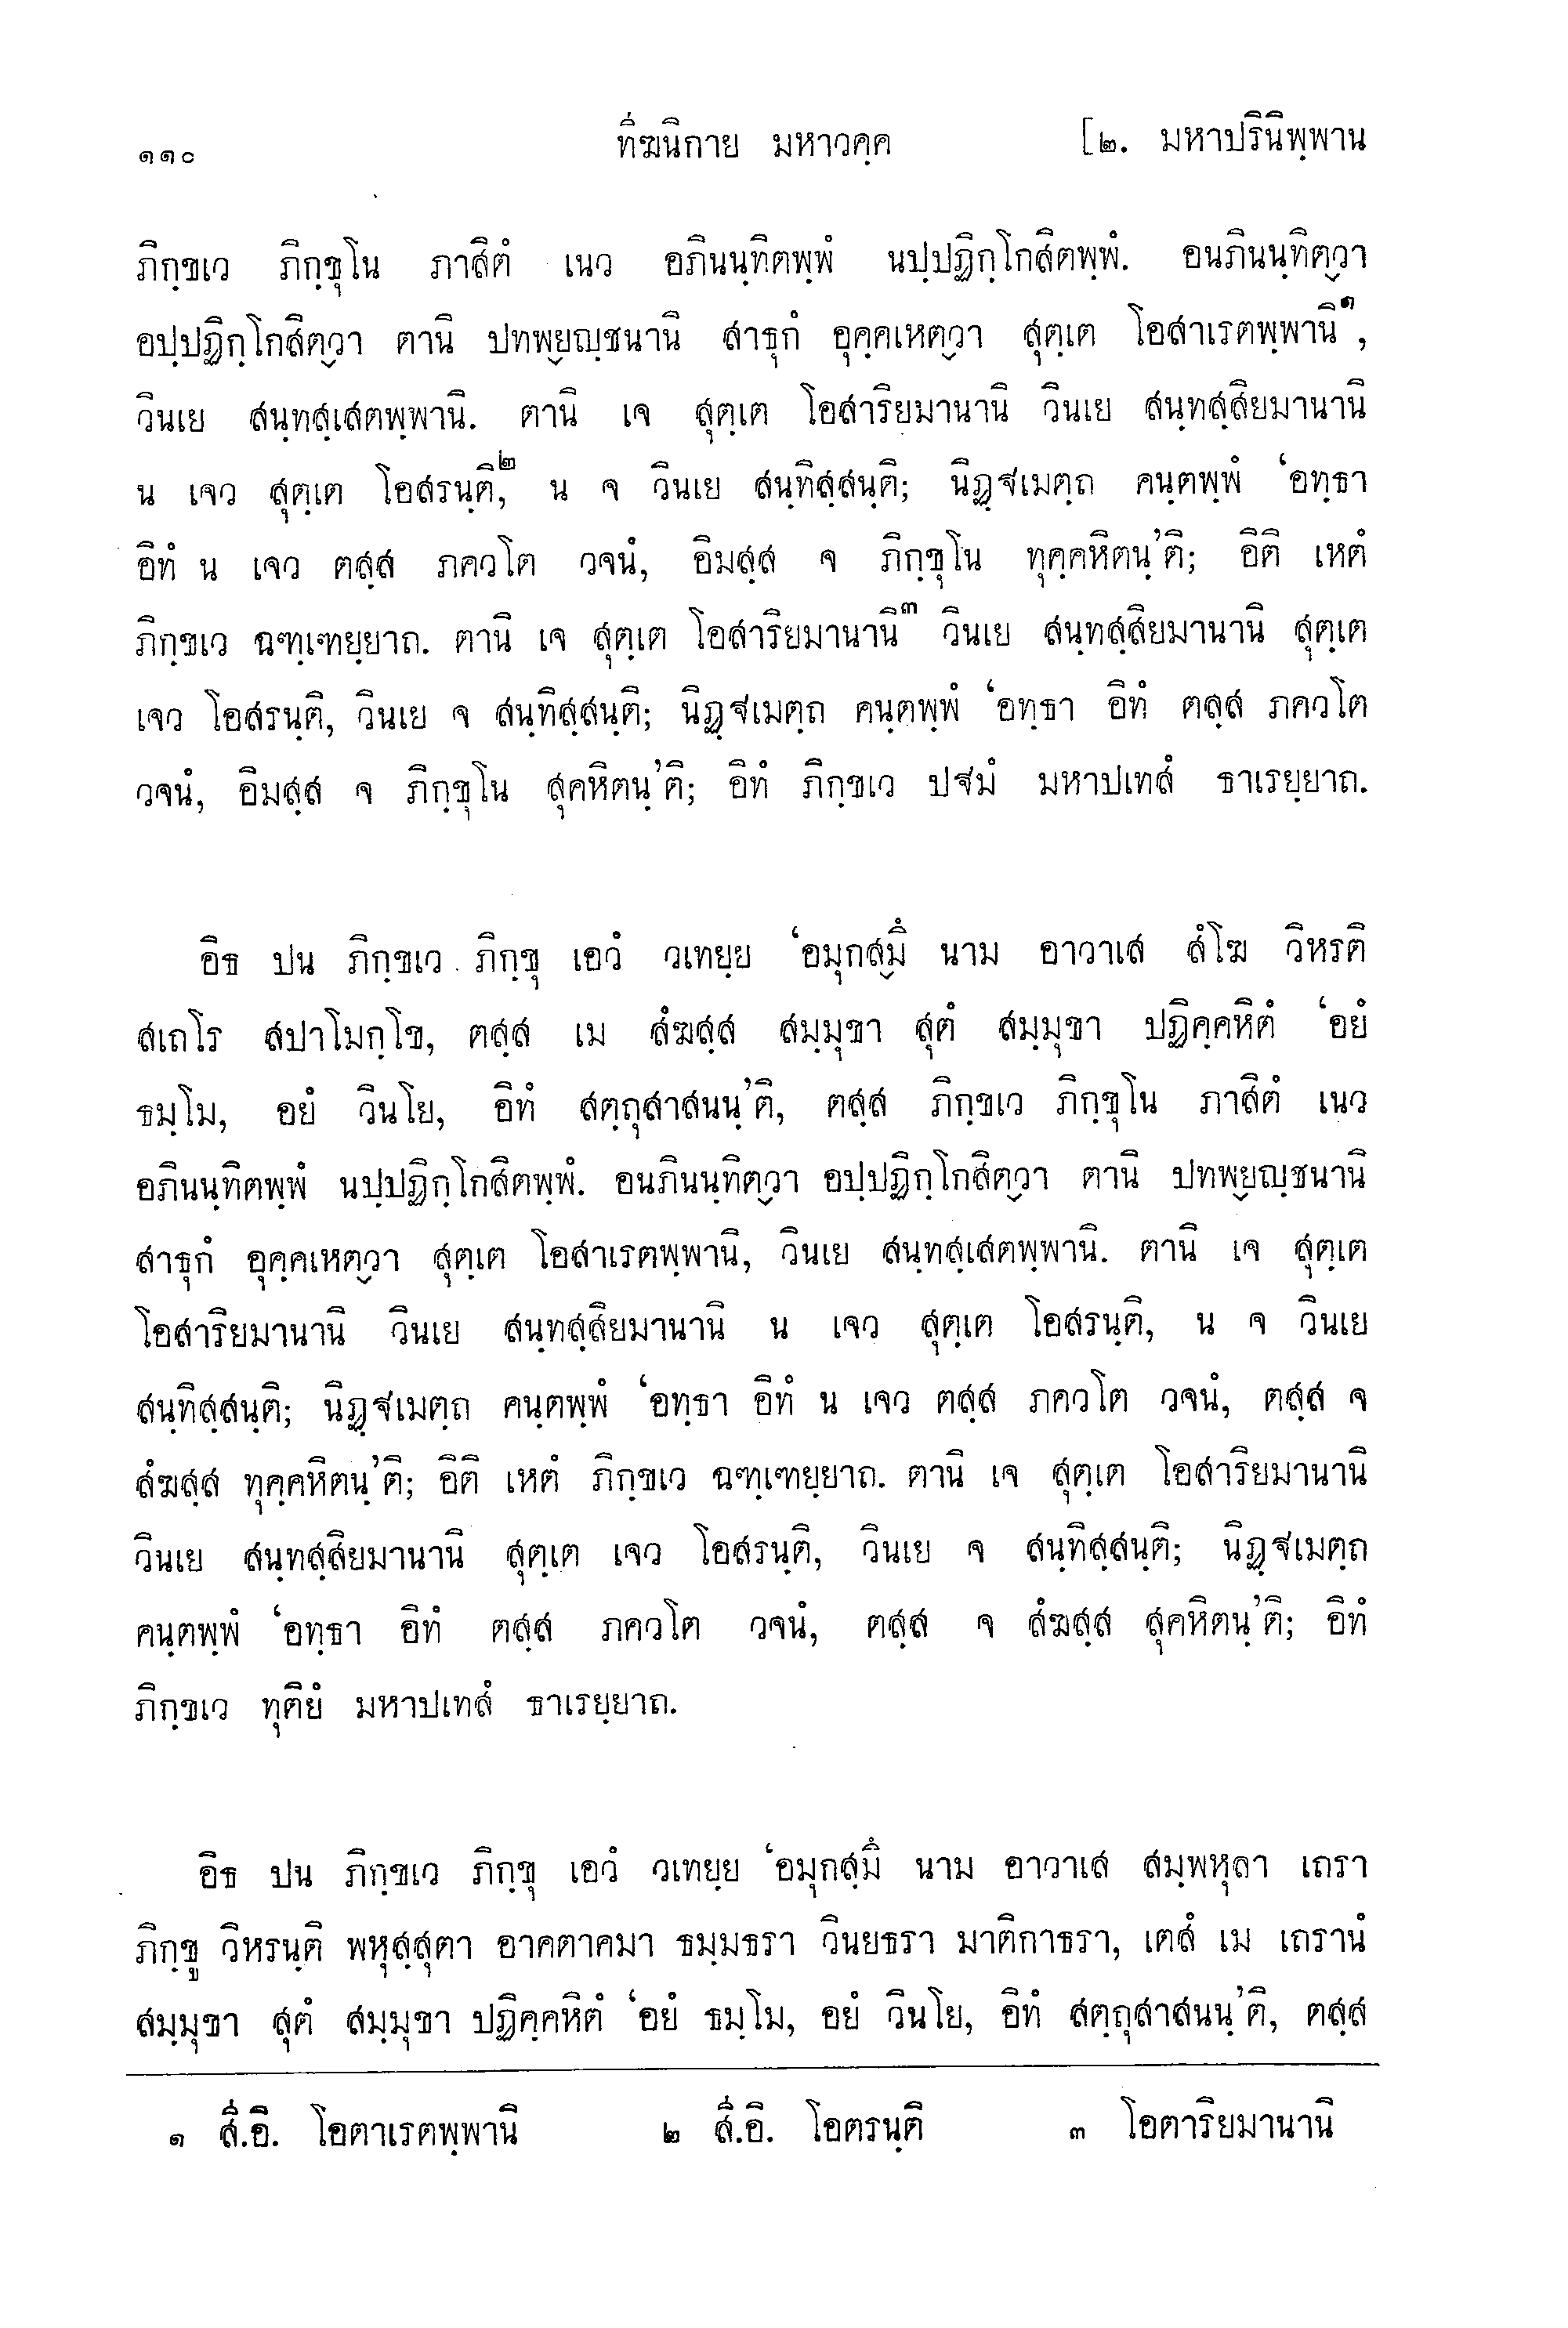 ๑๑๐ ทีฆนิกาย มหาวคฺค [๒. มหาปรินิพฺพาน
ภิกฺขเว ภิกฺขุโน ภาสิตํ เนว อภินนฺทิตพฺพํ นปฺปฏิกฺโกสิตพฺพํ. อนภินนฺทิตฺวา
อปฺปฏิกฺโกสิตฺวา ตานิ ปทพฺยญฺชนานิ สาธุกํ อุคฺคเหตฺวา สุตฺเต โอสาเรตพฺพานิ๑,
วินเย สนฺทสฺเสตพฺพานิ. ตานิ เจ สุตฺเต โอสาริยมานานิ วินเย สนฺทสฺสิยมานานิ
น เจว สุตฺเต โอสรนฺติ,๒ น จ วินเย สนฺทิสฺสนฺติ; นิฏฺฐเมตฺถ คนฺตพฺพํ ‘อทฺธา
อิทํ น เจว ตสฺส ภควโต วจนํ, อิมสฺส จ ภิกฺขุโน ทุคฺคหิตนฺ’ติ; อิติ เหตํ
ภิกฺขเว ฉฑฺเฑยฺยาถ. ตานิ เจ สุตฺเต โอสาริยมานานิ๓ วินเย สนฺทสฺสิยมานานิ สุตฺเต
เจว โอสรนฺติ, วินเย จ สนฺทิสฺสนฺติ; นิฏฺฐเมตฺถ คนฺตพฺพํ ‘อทฺธา อิทํ ตสฺส ภควโต
วจนํ, อิมสฺส จ ภิกฺขุโน สุคหิตนฺ’ติ; อิทํ ภิกฺขเว ปฐมํ มหาปเทสํ ธาเรยฺยาถ.
อิธ ปน ภิกฺขเว ภิกฺขุ เอวํ วเทยฺย ‘อมุกสฺมึ นาม อาวาเส สํโฆ วิหรติ
สเถโร สปาโมกฺโข, ตสฺส เม สํฆสฺส สมฺมุขา สุตํ สมฺมุขา ปฏิคฺคหิตํ ‘อยํ
ธมฺโม, อยํ วินโย, อิทํ สตฺถุสาสนนฺ’ติ, ตสฺส ภิกฺขเว ภิกฺขุโน ภาสิตํ เนว
อภินนฺทิตพฺพํ นปฺปฏิกฺโกสิตพฺพํ. อนภินนฺทิตฺวา อปฺปฏิกฺโกสิตฺวา ตานิ ปทพฺยญฺชนานิ
สาธุกํ อุคฺคเหตฺวา สุตฺเต โอสาเรตพฺพานิ, วินเย สนฺทสฺเสตพฺพานิ. ตานิ เจ สุตฺเต
โอสาริยมานานิ วินเย สนฺทสฺสิยมานานิ น เจว สุตฺเต โอสรนฺติ, น จ วินเย
สนฺทิสฺสนฺติ; นิฏฺฐเมตฺถ คนฺตพฺพํ ‘อทฺธา อิทํ น เจว ตสฺส ภควโต วจนํ, ตสฺส จ
สํฆสฺส ทุคฺคหิตนฺ’ติ; อิติ เหตํ ภิกฺขเว ฉฑฺเฑยฺยาถ. ตานิ เจ สุตฺเต โอสาริยมานานิ
วินเย สนฺทสฺสิยมานานิ สุตฺเต เจว โอสรนฺติ, วินเย จ สนฺทิสฺสนฺติ; นิฏฺฐเมตฺถ
คนฺตพฺพํ ‘อทฺธา อิทํ ตสฺส ภควโต วจนํ, ตสฺส จ สํฆสฺส สุคหิตนฺ’ติ; อิทํ
ภิกฺขเว ทุติยํ มหาปเทสํ ธาเรยฺยาถ.
อิธ ปน ภิกฺขเว ภิกฺขุ เอวํ วเทยฺย ‘อมุกสฺมึ นาม อาวาเส สมฺพหุลา เถรา
ภิกฺขู วิหรนฺติ พหุสฺสุตา อาคตาคมา ธมฺมธรา วินยธรา มาติกาธรา, เตสํ เม เถรานํ
สมฺมุขา สุตํ สมฺมุขา ปฏิคฺคหิตํ ‘อยํ ธมฺโม, อยํ วินโย, อิทํ สตฺถุสาสนนฺ’ติ, ตสฺส
๑ สี.อิ. โอตาเรตพฺพานิ ๒ สี.อิ. โอตรนฺติ ๓ โอตาริยมานานิ